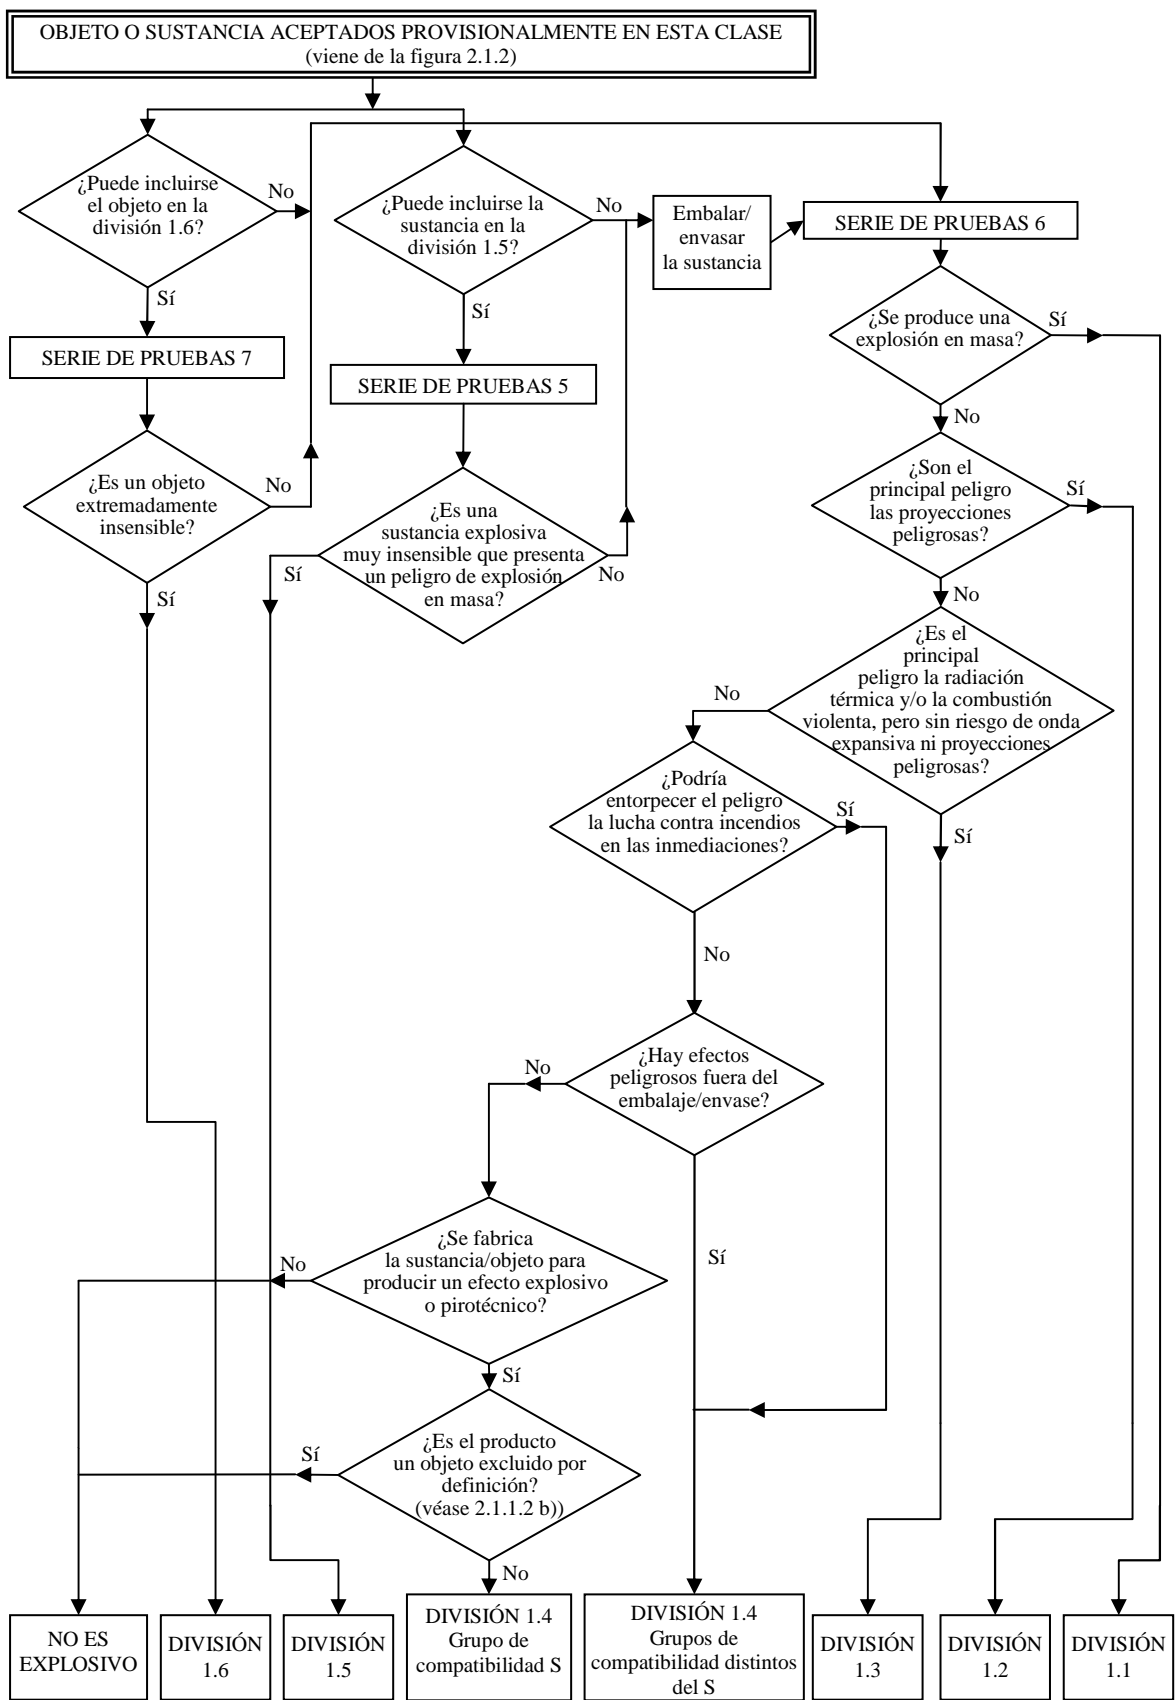 OBJETO O SUSTANCIA ACEPTADOS PROVISIONALMENTE EN ESTA CLASE
(viene de la figura 2.1.2)
¿Puede incluirse
el objeto en la
división 1.6?
No
Sí
SERIE DE PRUEBAS 7
¿Es un objeto
extremadamente
insensible?
No
Sí
¿Puede incluirse la
sustancia en la
división 1.5?
No
Sí
SERIE DE PRUEBAS 5
¿Es una
sustancia explosiva
muy insensible que presenta
un peligro de explosión
en masa?
Sí
No
Embalar/
envasar
la sustancia
SERIE DE PRUEBAS 6
¿Se produce una
explosión en masa?
Sí
No
¿Son el
principal peligro
las proyecciones
peligrosas?
Sí
No
¿Es el
principal
peligro la radiación
térmica y/o la combustión
violenta, pero sin riesgo de onda
expansiva ni proyecciones
peligrosas?
No
Sí
¿Podría
entorpecer el peligro
la lucha contra incendios
en las inmediaciones?
Sí
No
¿Hay efectos
peligrosos fuera del
embalaje/envase?
No
Sí
¿Se fabrica
la sustancia/objeto para
producir un efecto explosivo
o pirotécnico?
No
Sí
¿Es el producto
un objeto excluido por
definición?
(véase 2.1.1.2 b))
Sí
No
NO ES
EXPLOSIVO
DIVISIÓN
1.6
DIVISIÓN
1.5
DIVISIÓN 1.4
Grupo de
compatibilidad S
DIVISIÓN 1.4
Grupos de
compatibilidad distintos
del S
DIVISIÓN
1.3
DIVISIÓN
1.2
DIVISIÓN
1.1